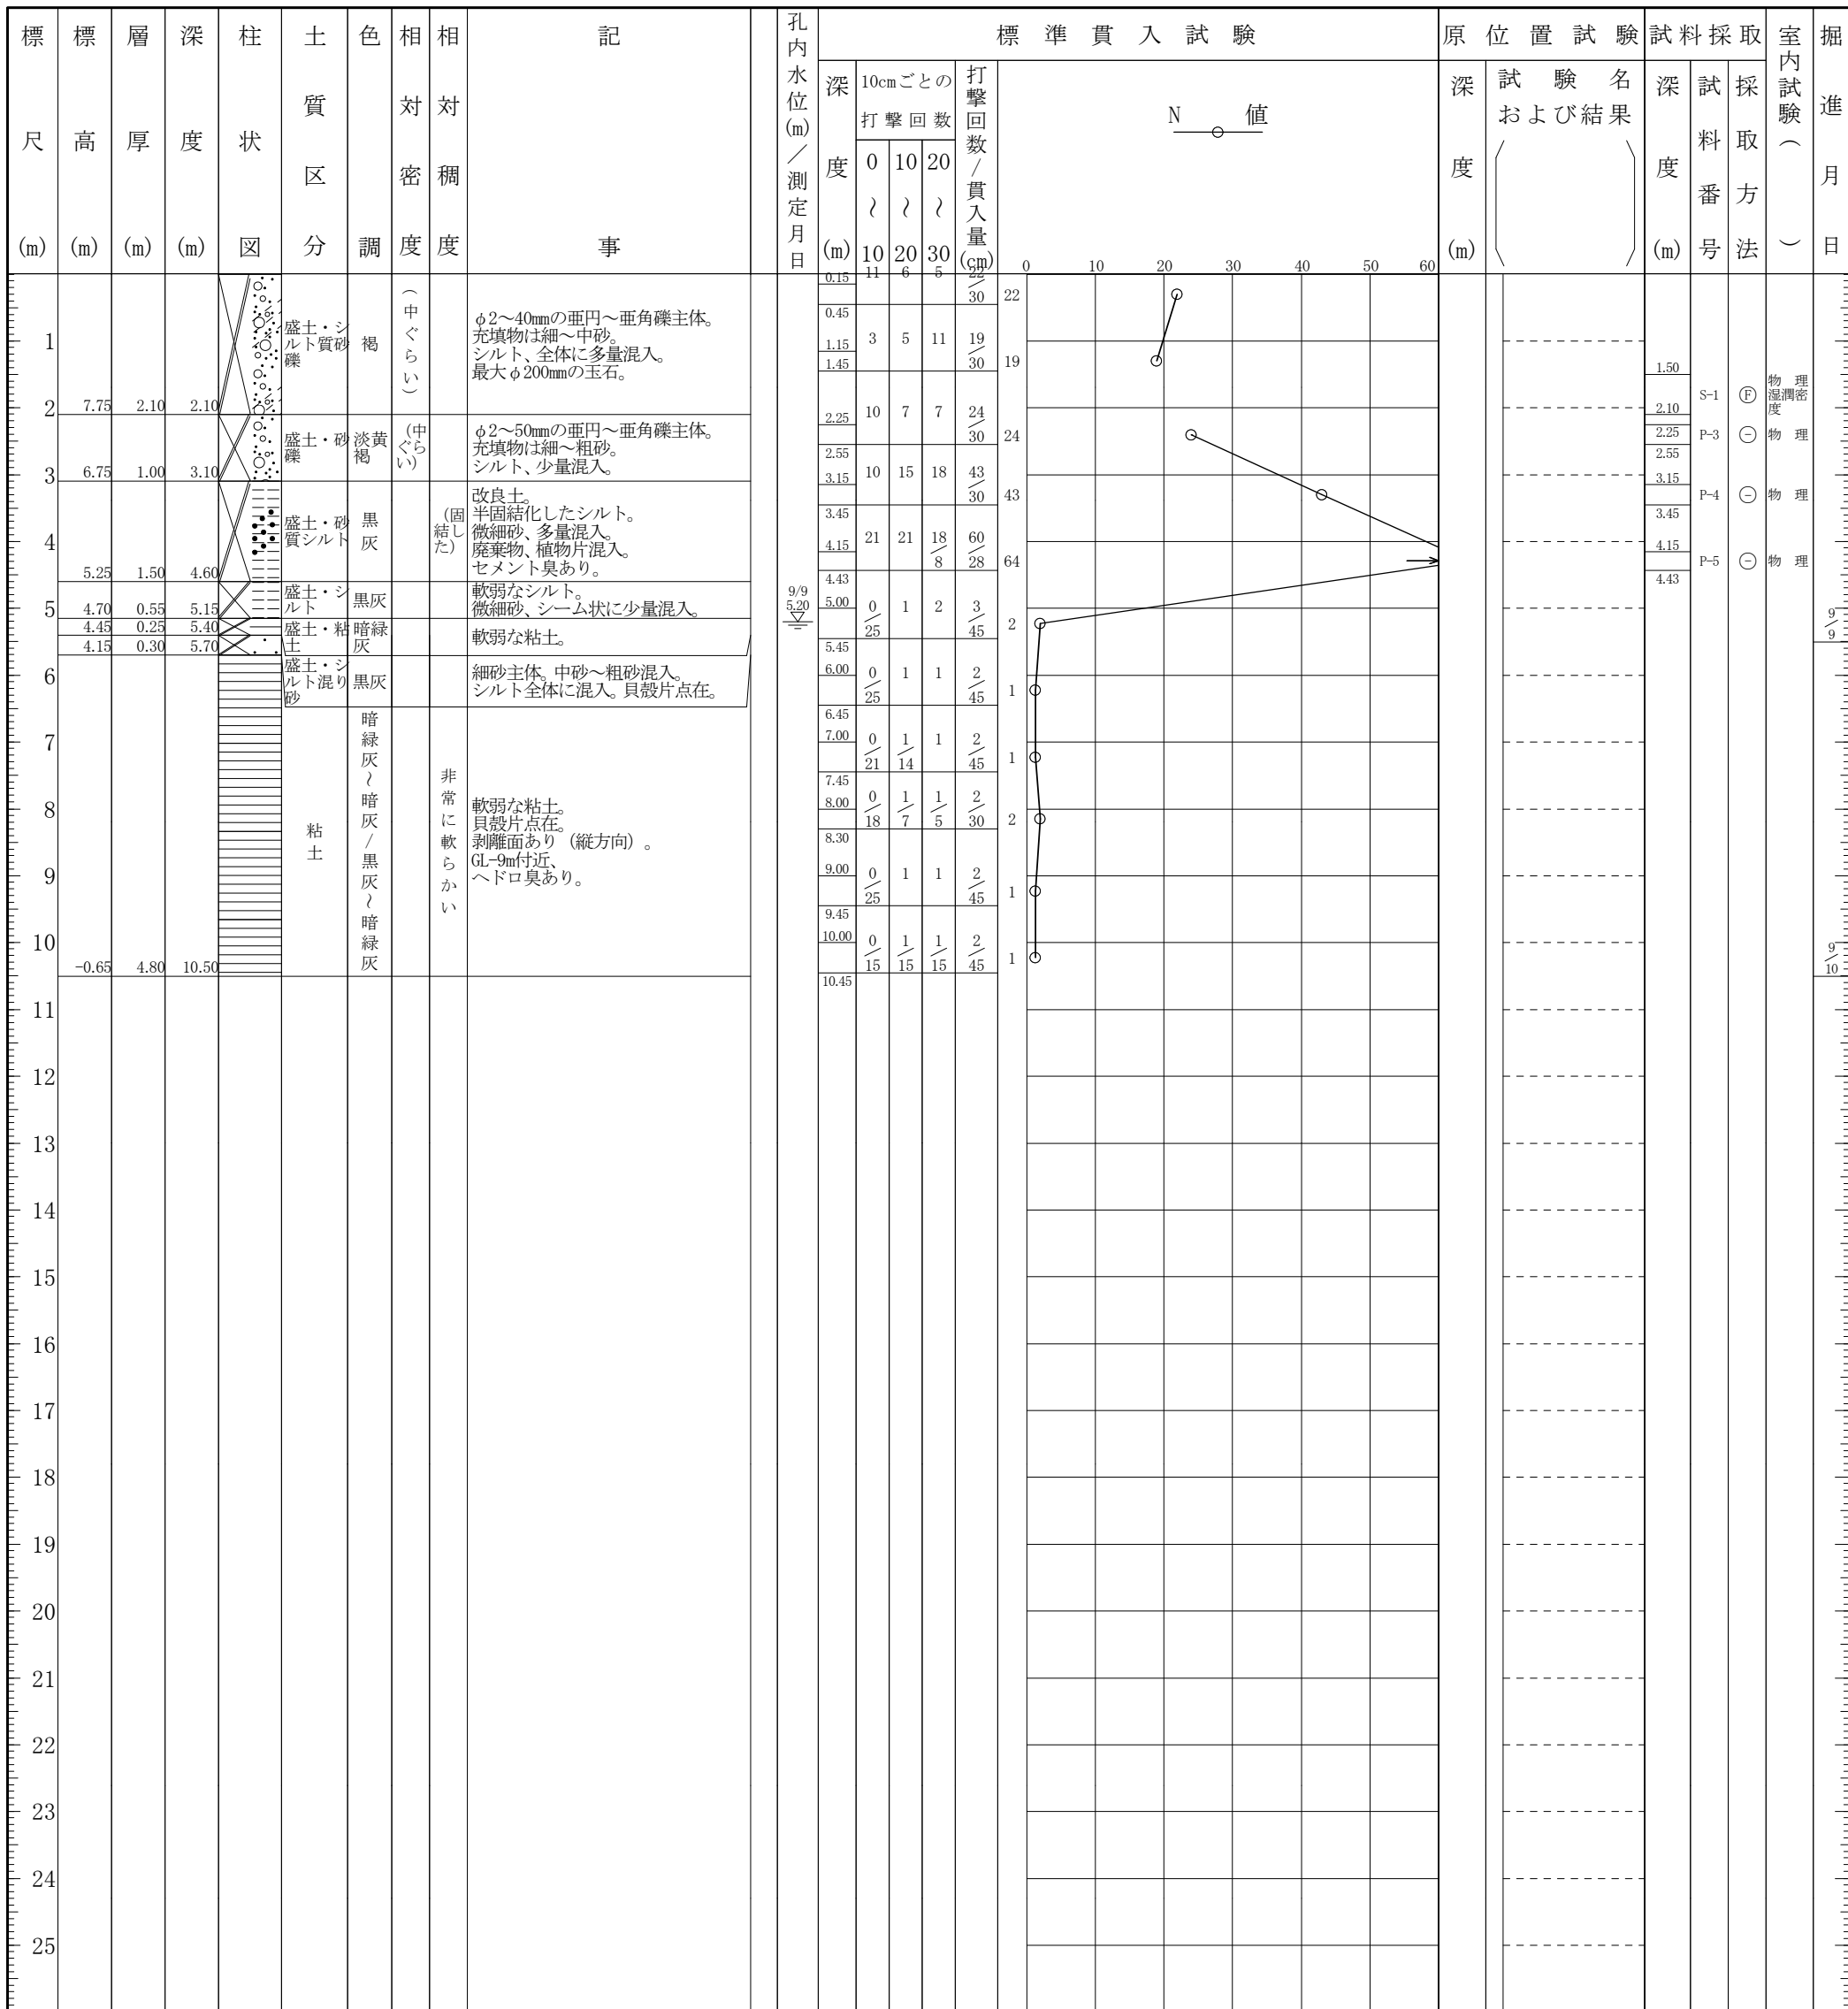 標尺(m)
標高(m)
層厚(m)
深度(m)
柱状図
土質区分
色調
相対密度
相対稠度
記事
孔内水位(m)／測定月日
標準貫入試験
深度(m)
10cmごとの
打撃回数
0〜10
10〜20
20〜30
打撃回数/貫入量(cm)
N 値
0 10 20 30 40 50 60
原位置試験
深度(m)
試験名
および結果
試料採取
深度(m)
試料番号
採取方法
室内試験( )
掘進月日
1
2
3
4
5
6
7
8
9
10
11
12
13
14
15
16
17
18
19
20
21
22
23
24
25
7.75 2.10 2.10
盛土・シ
ルト質砂
礫
褐
(中ぐらい)
φ2〜40mmの亜円〜亜角礫主体。
充填物は細〜中砂。
シルト、全体に多量混入。
最大φ200mmの玉石。
6.75 1.00 3.10
盛土・砂
礫
淡黄
褐
(中
ぐら
い)
φ2〜50mmの亜円〜亜角礫主体。
充填物は細〜粗砂。
シルト、少量混入。
5.25 1.50 4.60
盛土・砂
質シルト
黒
灰
(固
結し
た)
改良土。
半固結化したシルト。
微細砂、多量混入。
廃棄物、植物片混入。
セメント臭あり。
4.70 0.55 5.15
盛土・シ
ルト
黒灰
軟弱なシルト。
微細砂、シーム状に少量混入。
4.45 0.25 5.40
盛土・粘
土
暗緑
灰
軟弱な粘土。
4.15 0.30 5.70
盛土・シ
ルト混り
砂
黒灰
細砂主体。中砂〜粗砂混入。
シルト全体に混入。貝殻片点在。
-0.65 4.80 10.50
粘土
暗緑灰〜暗灰/黒灰〜暗緑灰
非常に軟らかい
軟弱な粘土。
貝殻片点在。
剥離面あり（縦方向）。
GL-9m付近、
ヘドロ臭あり。
9/9
5.20
0.15 11 6 5 22/30 22
0.45
1.15 3 5 11 19/30 19
1.45
2.25 10 7 7 24/30 24
2.55
3.15 10 15 18 43/30 43
3.45
4.15 21 21 18/8 60/28 64
4.43
5.00 0/25 1 2 3/45 2
5.45
6.00 0/25 1 1 2/45 1
6.45
7.00 0/21 1/14 1 2/45 1
7.45
8.00 0/18 1/7 1/5 2/30 2
8.30
9.00 0/25 1 1 2/45 1
9.45
10.00 0/15 1/15 1/15 2/45 1
10.45
1.50
2.10 S-1 F 物理
湿潤密
度
2.25 P-3 - 物理
2.55
3.15 P-4 - 物理
3.45
4.15 P-5 - 物理
4.43
9/9
9/10